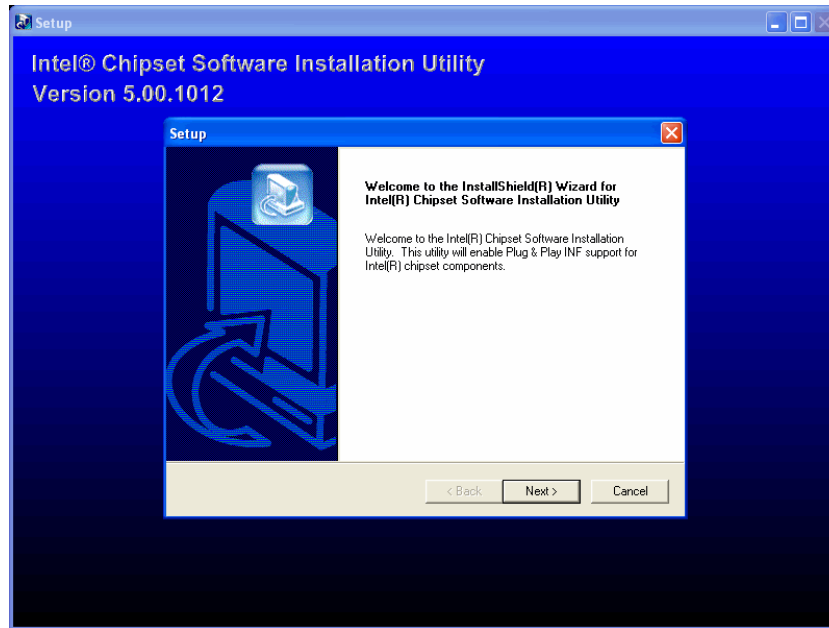 Setup
Intel® Chipset Software Installation Utility
Version 5.00.1012
Setup
Welcome to the InstallShield(R) Wizard for
Intel(R) Chipset Software Installation Utility
Welcome to the Intel(R) Chipset Software Installation
Utility. This utility will enable Plug & Play INF support for
Intel(R) chipset components.
< Back
Next >
Cancel